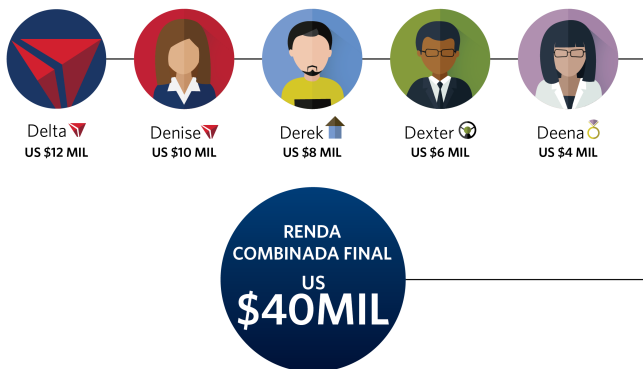 Delta
US $12 MIL
Denise
US $10 MIL
Derek
US $8 MIL
Dexter
US $6 MIL
Deena
US $4 MIL
RENDA
COMBINADA FINAL
US
$40MIL